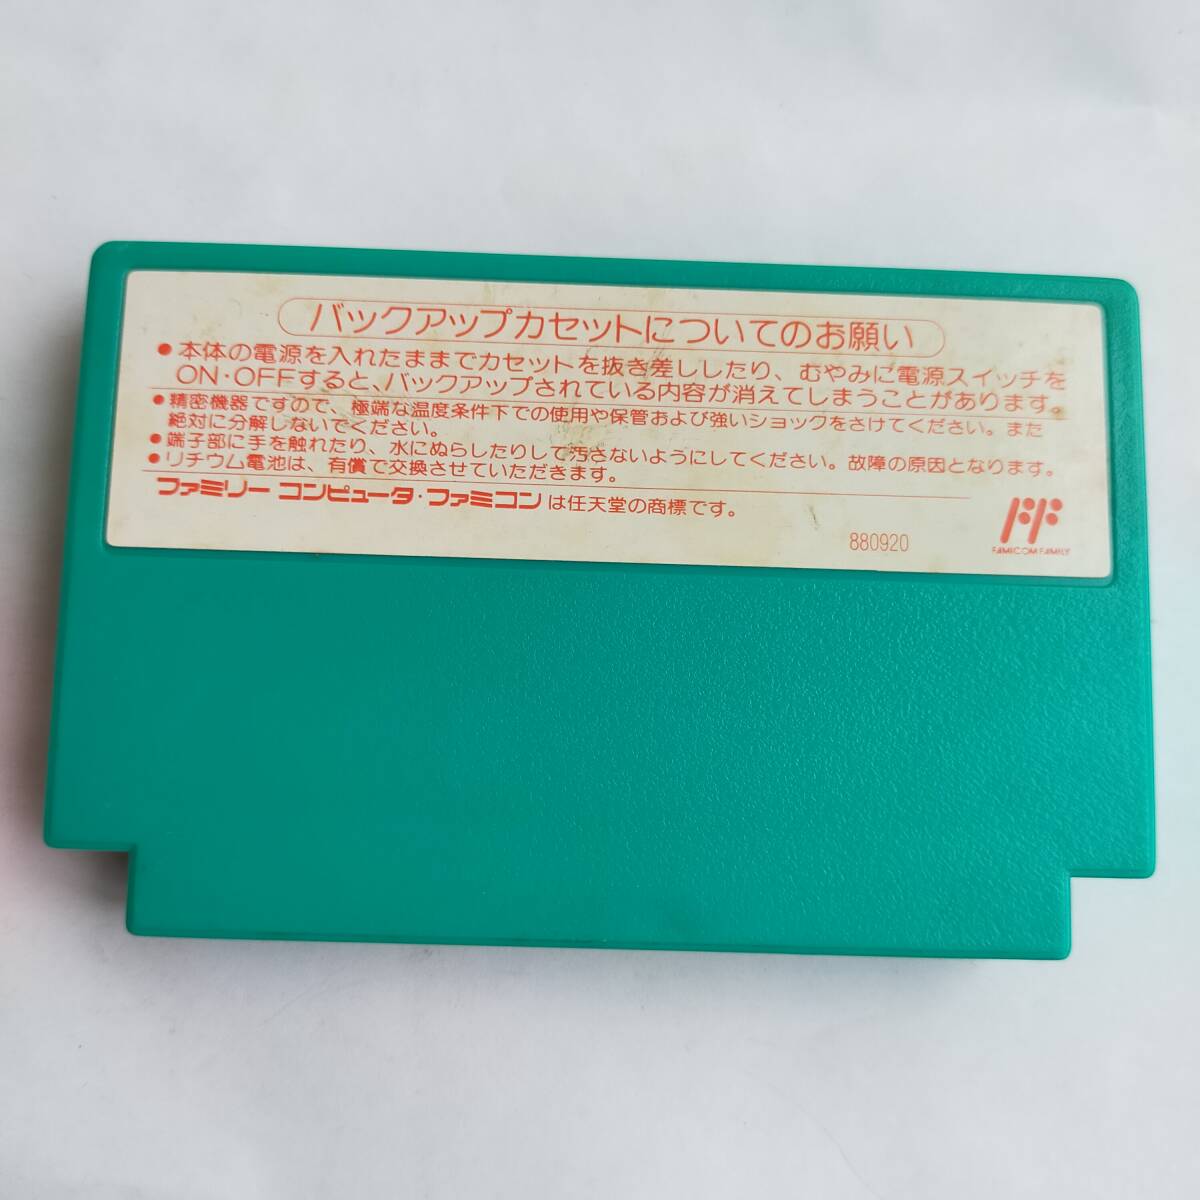 バックアップカセットについてのお願い
●本体の電源を入れたままでカセットを抜き差ししたり、むやみに電源スイッチを
ON・OFFすると、バックアップされている内容が消えてしまうことがあります。
●精密機器ですので、極端な温度条件下での使用や保管および強いショックをさけてください。また
絶対に分解しないでください。
●端子部に手を触れたり、水にぬらしたりして汚さないようにしてください。故障の原因となります。
●リチウム電池は、有償で交換させていただきます。
ファミリー コンピュータ・ファミコン は任天堂の商標です。
880920
FF
FAMICOM FAMILY